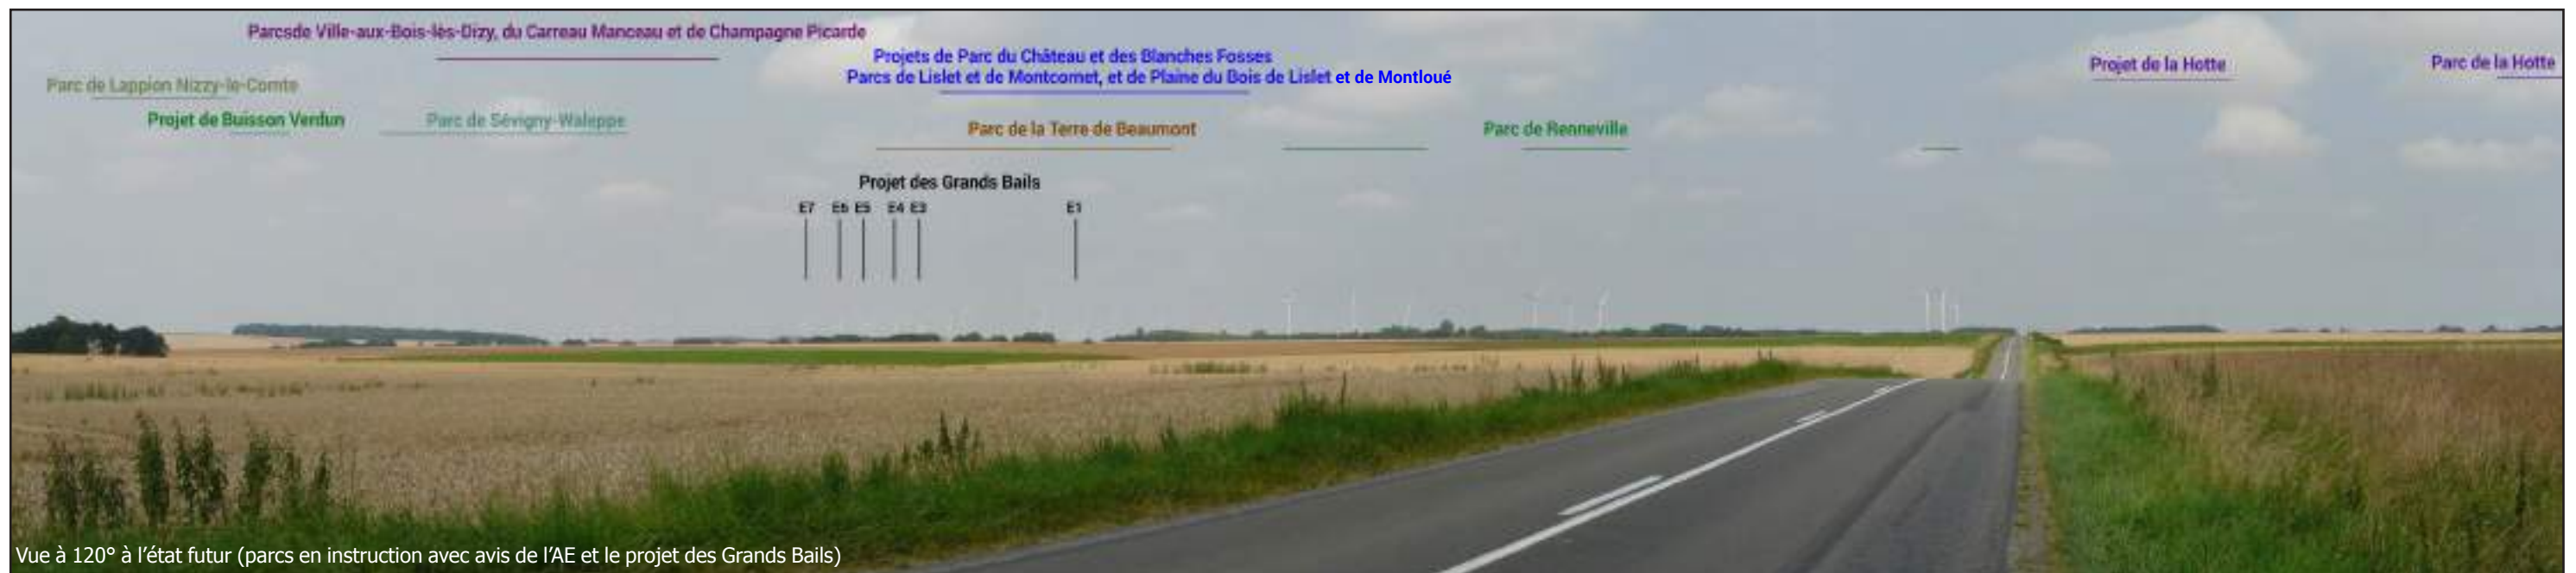 Parcsde Ville-aux-Bois-lès-Dizy, du Carreau Manceau et de Champagne Picarde
Projets de Parc du Château et des Blanches Fosses
Projet de la Hotte
Parc de la Hotte
Parcs de Lislet et de Montcornet, et de Plaine du Bois de Lislet et de Montloué
Parc de Lappion Nizzy-le-Comte
Projet de Buisson Verdun
Parc de Sévigny-Waleppe
Parc de la Terre de Beaumont
Parc de Renneville
Projet des Grands Bails
E7 E6 E5 E4 E3 E1
Vue à 120° à l'état futur (parcs en instruction avec avis de l'AE et le projet des Grands Bails)